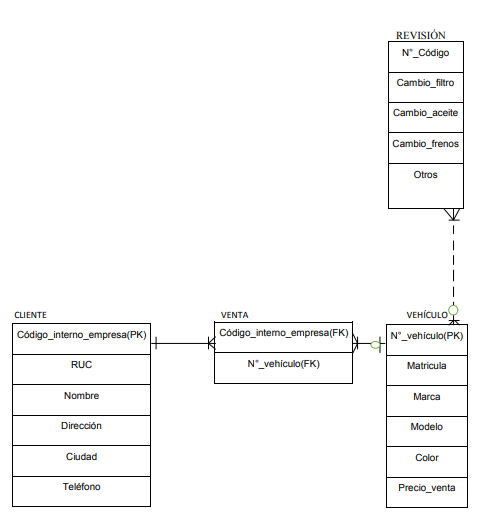 REVISIÓN
N°_Código
Cambio_filtro
Cambio_aceite
Cambio_frenos
Otros
CLIENTE
Código_interno_empresa(PK)
RUC
Nombre
Dirección
Ciudad
Teléfono
VENTA
Código_interno_empresa(FK)
N°_vehículo(FK)
VEHÍCULO
N°_vehículo(PK)
Matricula
Marca
Modelo
Color
Precio_venta